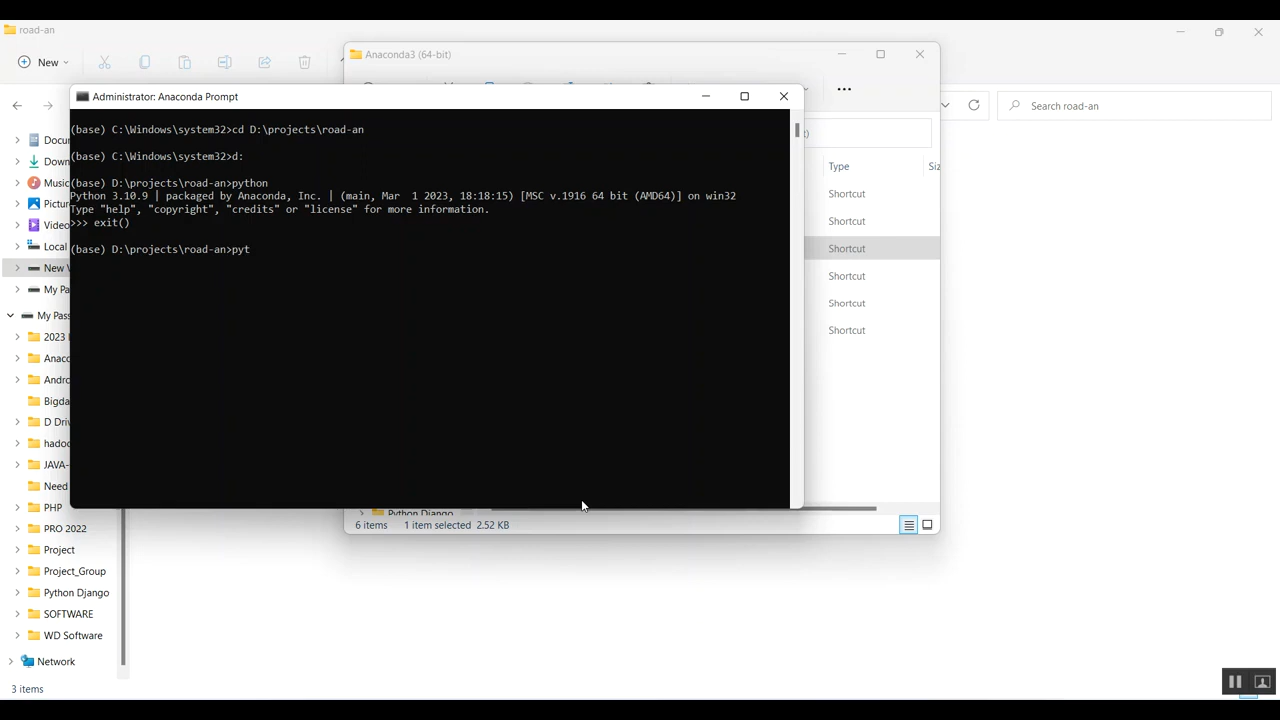 road-an
New
Anaconda3 (64-bit)
Administrator: Anaconda Prompt
Search road-an
(base) C:\Windows\system32>cd D:\projects\road-an
(base) C:\Windows\system32>d:
(base) D:\projects\road-an>python
Python 3.10.9 | packaged by Anaconda, Inc. | (main, Mar  1 2023, 18:18:15) [MSC v.1916 64 bit (AMD64)] on win32
Type "help", "copyright", "credits" or "license" for more information.
>>> exit()
(base) D:\projects\road-an>pyt
Type
Shortcut
Shortcut
Shortcut
Shortcut
Shortcut
Shortcut
Music
Local
New
2023
D
Need
PHP
PRO 2022
Project
Project_Group
Python Django
SOFTWARE
WD Software
Network
Python Django
6 items 1 item selected 2.52 KB
3 items